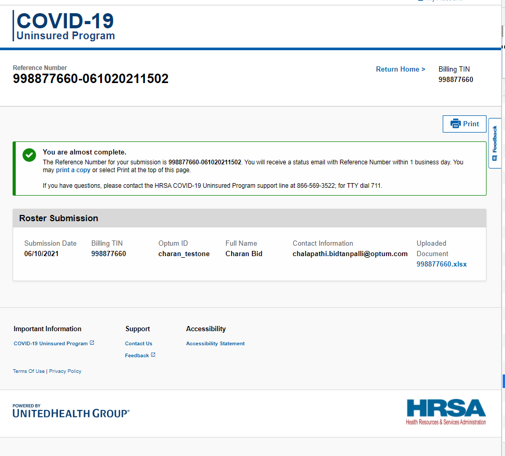 COVID-19
Uninsured Program
Reference Number
998877660-061020211502
Return Home >
Billing TIN
998877660
Print
Feedback
You are almost complete.
The Reference Number for your submission is 998877660-061020211502. You will receive a status email with Reference Number within 1 business day. You
may print a copy or select Print at the top of this page.
If you have questions, please contact the HRSA COVID-19 Uninsured Program support line at 866-569-3522; for TTY dial 711.
Roster Submission
Submission Date Billing TIN Optum ID Full Name Contact Information Uploaded
Document
06/10/2021 998877660 charan_testone Charan Bid chalapathi.bidtanpalli@optum.com
998877660.xlsx
Important Information Support Accessibility
COVID-19 Uninsured Program Contact Us Accessibility Statement
Feedback
Terms Of Use | Privacy Policy
POWERED BY
UNITEDHEALTH GROUP®
HRSA
Health Resources & Services Administration